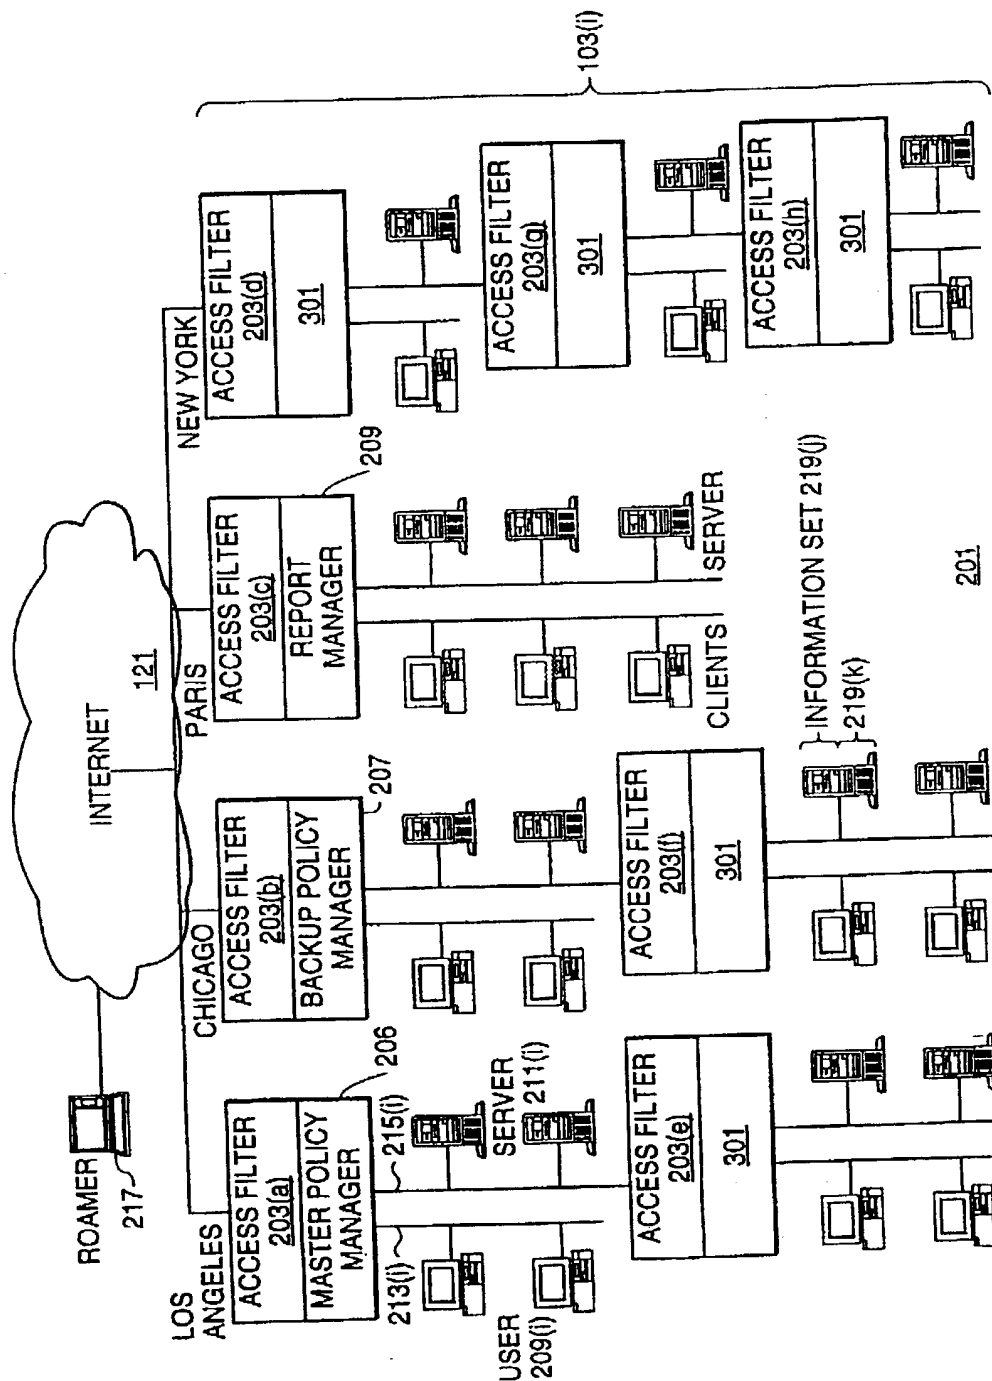 ROAMER
217
INTERNET
121
LOS
ANGELES
CHICAGO
PARIS
NEW YORK
ACCESS FILTER
203(a)
MASTER POLICY
MANAGER
206
213(i)
215(i)
USER
209(i)
SERVER
211(i)
ACCESS FILTER
203(e)
301
ACCESS FILTER
203(b)
BACKUP POLICY
MANAGER
207
ACCESS FILTER
203(f)
301
INFORMATION SET 219(j)
219(k)
ACCESS FILTER
203(c)
REPORT
MANAGER
209
CLIENTS
SERVER
ACCESS FILTER
203(d)
301
ACCESS FILTER
203(g)
301
ACCESS FILTER
203(h)
301
103(i)
201